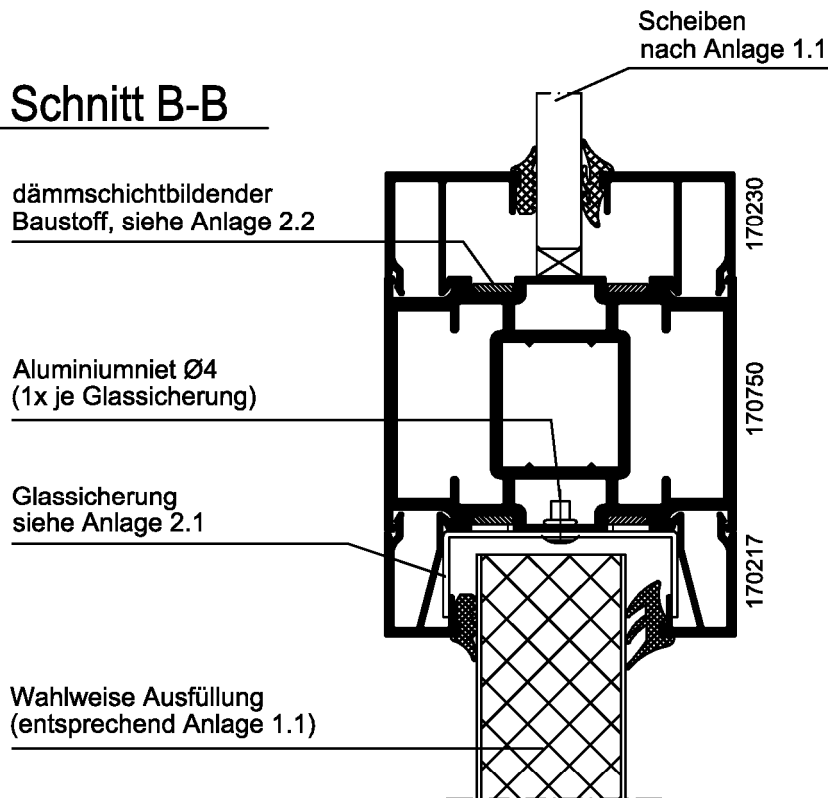 Scheiben
nach Anlage 1.1
Schnitt B-B
dämmschichtbildender
Baustoff, siehe Anlage 2.2
170230
Aluminiumniet Ø4
(1x je Glassicherung)
170750
Glassicherung
siehe Anlage 2.1
170217
Wahlweise Ausfüllung
(entsprechend Anlage 1.1)